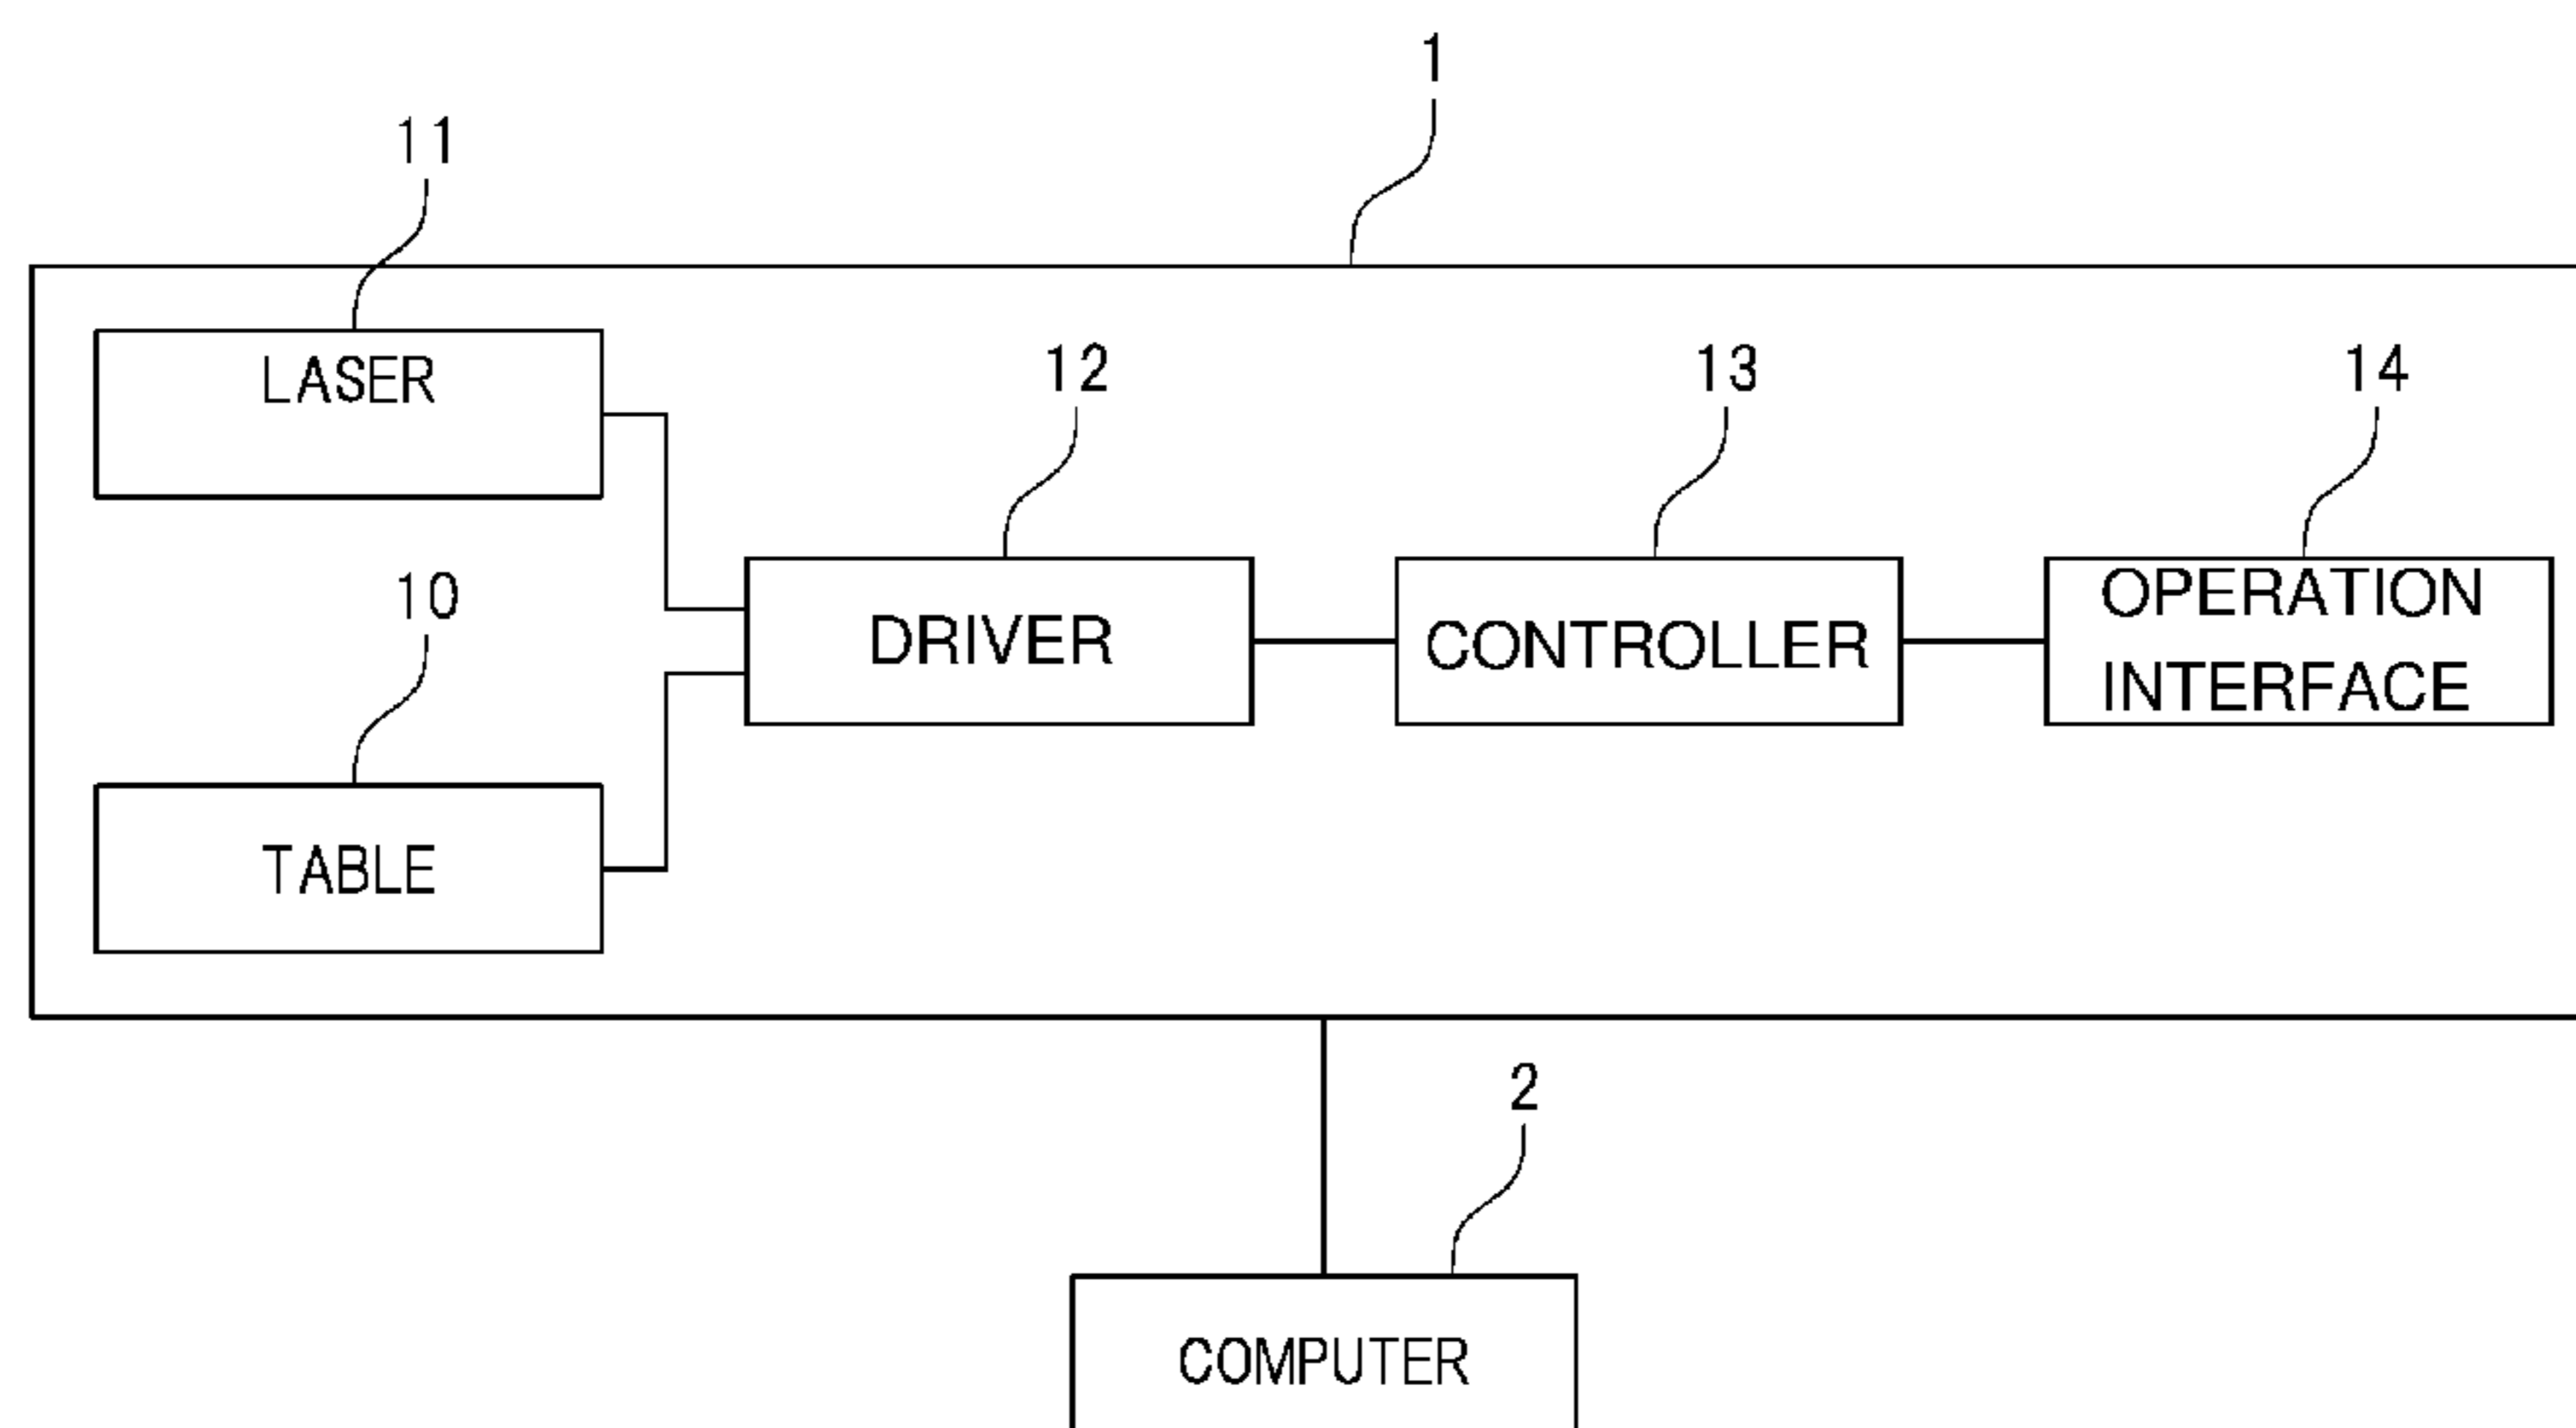 1
11
LASER
12
13
14
10
DRIVER
CONTROLLER
OPERATION
INTERFACE
TABLE
2
COMPUTER